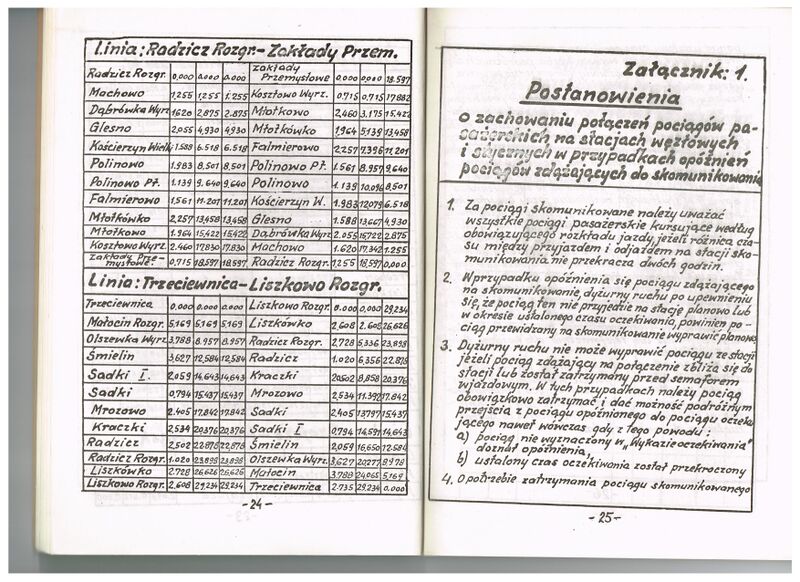 Linia: Radzicz Rozgr.- Zakłady Przem.
Radzicz Rozgr. 0,000 0.000 0.000 zakłady Przemysłowe 0,000 0,000 18.597
Machowo 1,255 1,255 1.255 Kosztowo Wyrz. 0.715 0,715 17.882
Dąbrówka Wyrz 1.620 2,875 2.875 Młotkowo 2,460 3.175 15.422
Glesno 2,055 4,930 4,930 Młotkówko 1,964 5,139 13,458
Kościerzyn Wielk 1.588 6.518 6.518 Falmierowo 2,257 7,396 11,201
Polinowo 1.983 8,501 8,501 Polinowo Pł. 1.561 8.957 9,640
Polinowo Pł. 1.139 9,640 9,640 Polinowo 1.139 10,096 8,501
Falmierowo 1,561 11.201 11,201 Kościerzyn W. 1.983 12,079 6.518
Młotkówko 2,257 13,458 13,458 Glesno 1.588 13,667 4,930
Młotkowo 1.964 15,422 15,422 Dąbrówka Wyrz 2.055 15,722 2.875
Kosztowo Wyrz. 2.460 17.830 17,830 Machowo 1.620 17,342 1.255
zakłady Prze-mysłowe: 0,715 18,597 18,597 Radzicz Rozgr. 1,255 18,597 0,000
Linia: Trzeciewnica-Liszkowo Rozgr.
Trzeciewnica 0,000 0,000 0,000 Liszkowo Rozgr. 0.000 0,000 29,234
Małocin Rozgr. 5,169 5,169 5,169 Liszkówko 2,608 2.608 26,626
Olszewka Wyrz. 3.788 8,957 8,957 Radzicz Rozgr. 2,728 5,336 23,898
Śmielin 3,627 12,584 12,584 Radzicz 1.020 6,356 22.878
Sadki I. 2.059 14,643 14,643 Kraczki 2,502 8,858 20,376
Sadki 0,794 15,437 15,437 Mrozowo 2,534 11,392 17,842
Mrozowo 2.405 17.842 17.842 Sadki 2,405 13,797 15,437
Kraczki 2,534 20,376 20,376 Sadki I 0,794 14,591 14,643
Radzicz 2,502 22,878 22,878 Śmielin 2,059 16,650 12,584
Radzicz Rozgr. 1.020 23,898 23,898 Olszewka Wyrz. 3,627 20,277 8,978
Liszkówko 2.728 26,626 26,626 Małocin 3,788 24,065 5,169
Liszkowo Rozgr. 2,608 29,234 29,234 Trzeciewnica 2.735 29,234 0,000
-24-
Załącznik: 1.
Postanowienia
o zachowaniu połączeń pociągów pa-
sażerskich na stacjach węzłowych
i stycznych w przypadkach opóźnień
pociągów zdążających do skomunikowania
1. Za pociągi skomunikowane należy uważać
wszystkie pociągi pasażerskie kursujące według
obowiązującego rozkładu jazdy, jeżeli różnica cza-
su między przyjazdem i odjazdem na stacji sko-
munikowania nie przekracza dwóch godzin.
2. W przypadku opóźnienia się pociągu zdążającego
na skomunikowanie, dyżurny ruchu po upewnieniu
się, że pociąg ten nie przyjedzie na stację planowo lub
w okresie ustalonego czasu oczekiwania, powinien po-
ciąg przewidziany na skomunikowanie wyprawić planowo.
3. Dyżurny ruchu nie może wyprawić pociągu ze stacji
jeżeli pociąg zdążający na połączenie zbliża się do
stacji lub został zatrzymany przed semaforem
wjazdowym. W tych przypadkach należy pociąg
obowiązkowo zatrzymać i dać możność podróżnym
przejścia z pociągu opóźnionego do pociągu oczeku
jącego nawet wówczas gdy z Tego powodu:
a) pociąg nie wyznaczony w „Wykazie oczekiwania"
doznał opóźnienia,
b) ustalony czas oczekiwania został przekroczony
4. O potrzebie zatrzymania pociągu skomunikowanego
-25-